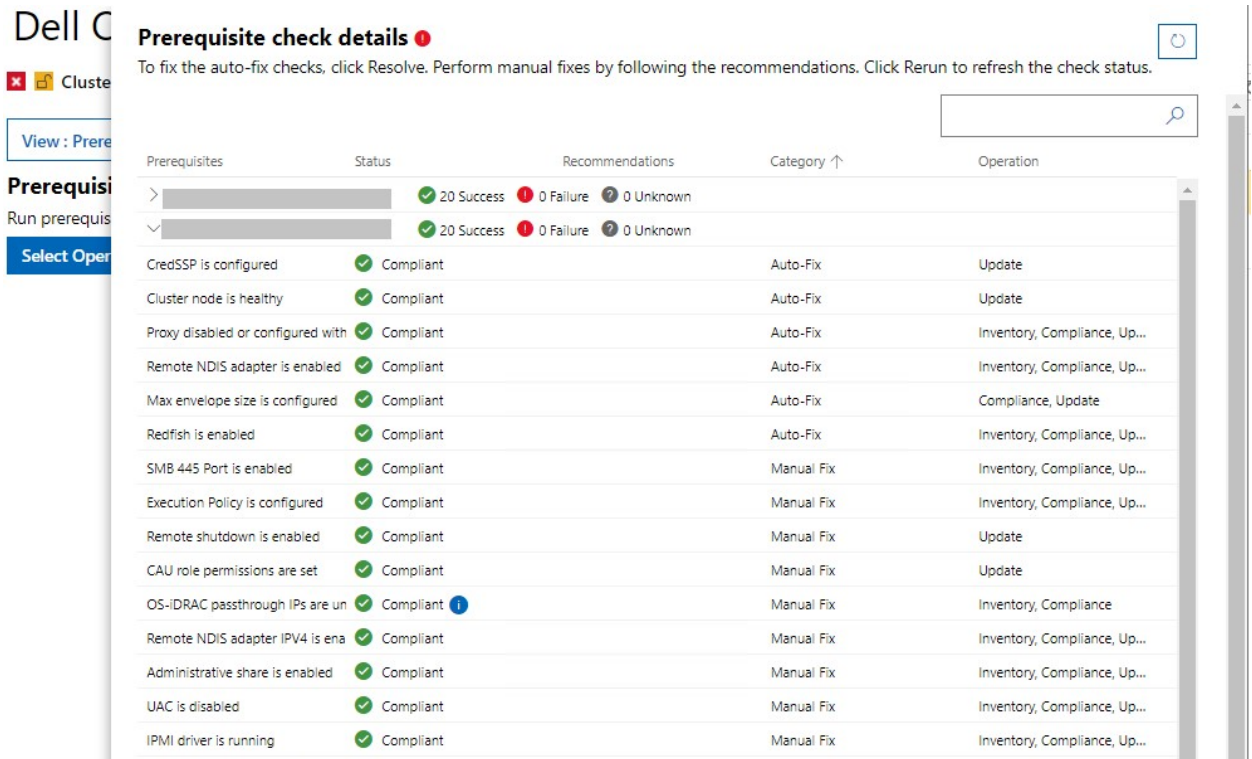 Dell C
Prerequisite check details
To fix the auto-fix checks, click Resolve. Perform manual fixes by following the recommendations. Click Rerun to refresh the check status.
Cluste
View : Prere
Prerequisi
Run prerequis
Select Oper
Prerequisites Status Recommendations Category ↑ Operation
20 Success 0 Failure 0 Unknown
20 Success 0 Failure 0 Unknown
CredSSP is configured Compliant Auto-Fix Update
Cluster node is healthy Compliant Auto-Fix Update
Proxy disabled or configured with Compliant Auto-Fix Inventory, Compliance, Up...
Remote NDIS adapter is enabled Compliant Auto-Fix Inventory, Compliance, Up...
Max envelope size is configured Compliant Auto-Fix Compliance, Update
Redfish is enabled Compliant Auto-Fix Inventory, Compliance, Up...
SMB 445 Port is enabled Compliant Manual Fix Inventory, Compliance, Up...
Execution Policy is configured Compliant Manual Fix Inventory, Compliance, Up...
Remote shutdown is enabled Compliant Manual Fix Update
CAU role permissions are set Compliant Manual Fix Update
OS-iDRAC passthrough IPs are un Compliant Manual Fix Inventory, Compliance
Remote NDIS adapter IPV4 is ena Compliant Manual Fix Inventory, Compliance, Up...
Administrative share is enabled Compliant Manual Fix Inventory, Compliance, Up...
UAC is disabled Compliant Manual Fix Inventory, Compliance, Up...
IPMI driver is running Compliant Manual Fix Inventory, Compliance, Up...